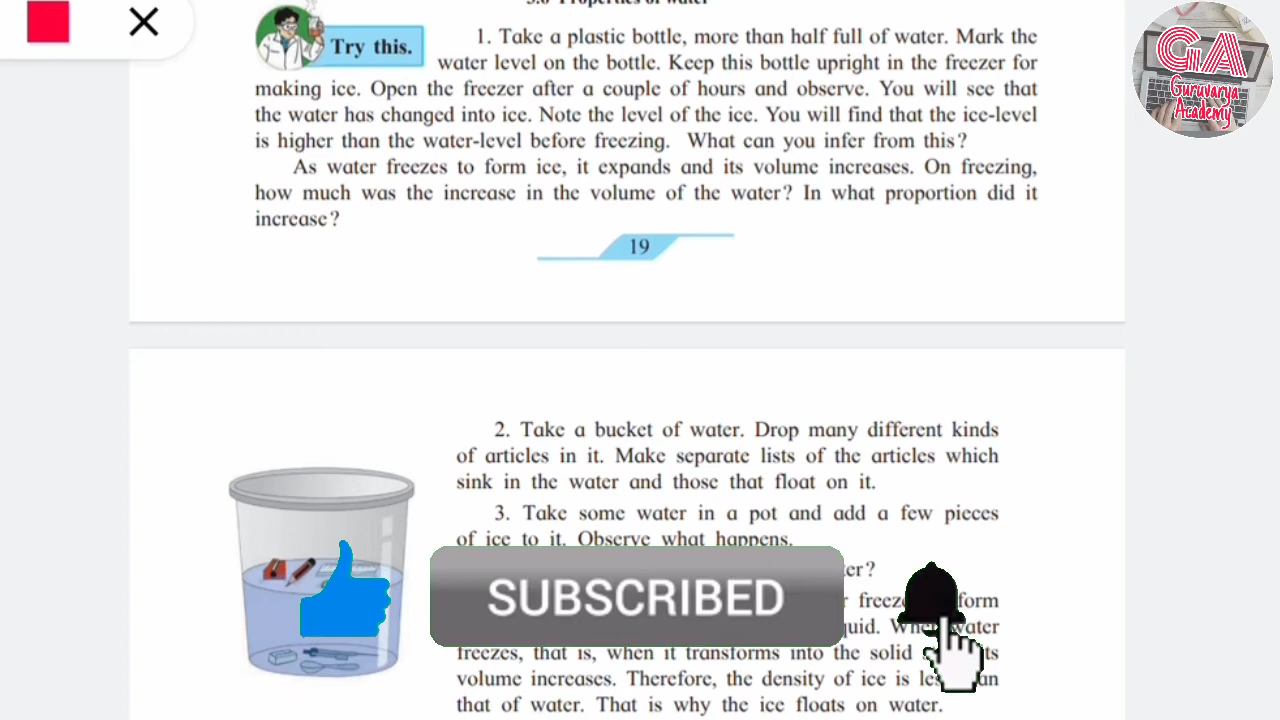 3.6 Properties of water
Try this.
1. Take a plastic bottle, more than half full of water. Mark the
water level on the bottle. Keep this bottle upright in the freezer for
making ice. Open the freezer after a couple of hours and observe. You will see that
the water has changed into ice. Note the level of the ice. You will find that the ice-level
is higher than the water-level before freezing. What can you infer from this?
As water freezes to form ice, it expands and its volume increases. On freezing,
how much was the increase in the volume of the water? In what proportion did it
increase?
19
2. Take a bucket of water. Drop many different kinds
of articles in it. Make separate lists of the articles which
sink in the water and those that float on it.
3. Take some water in a pot and add a few pieces
of ice to it. Observe what happens.
SUBSCRIBED
form
water
freezes, that is, when it transforms into the solid
volume increases. Therefore, the density of ice is
that of water. That is why the ice floats on water.
GA
Guruvarya
Academy